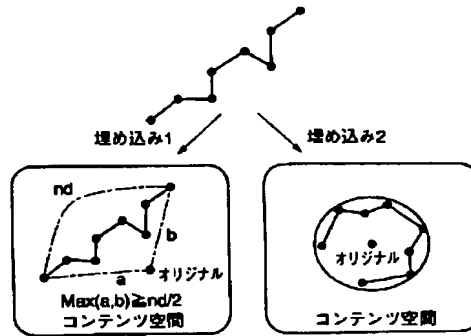 埋め込み1
埋め込み2
nd
b
オリジナル
a
Max(a,b)≧nd/2
コンテンツ空間
オリジナル
コンテンツ空間